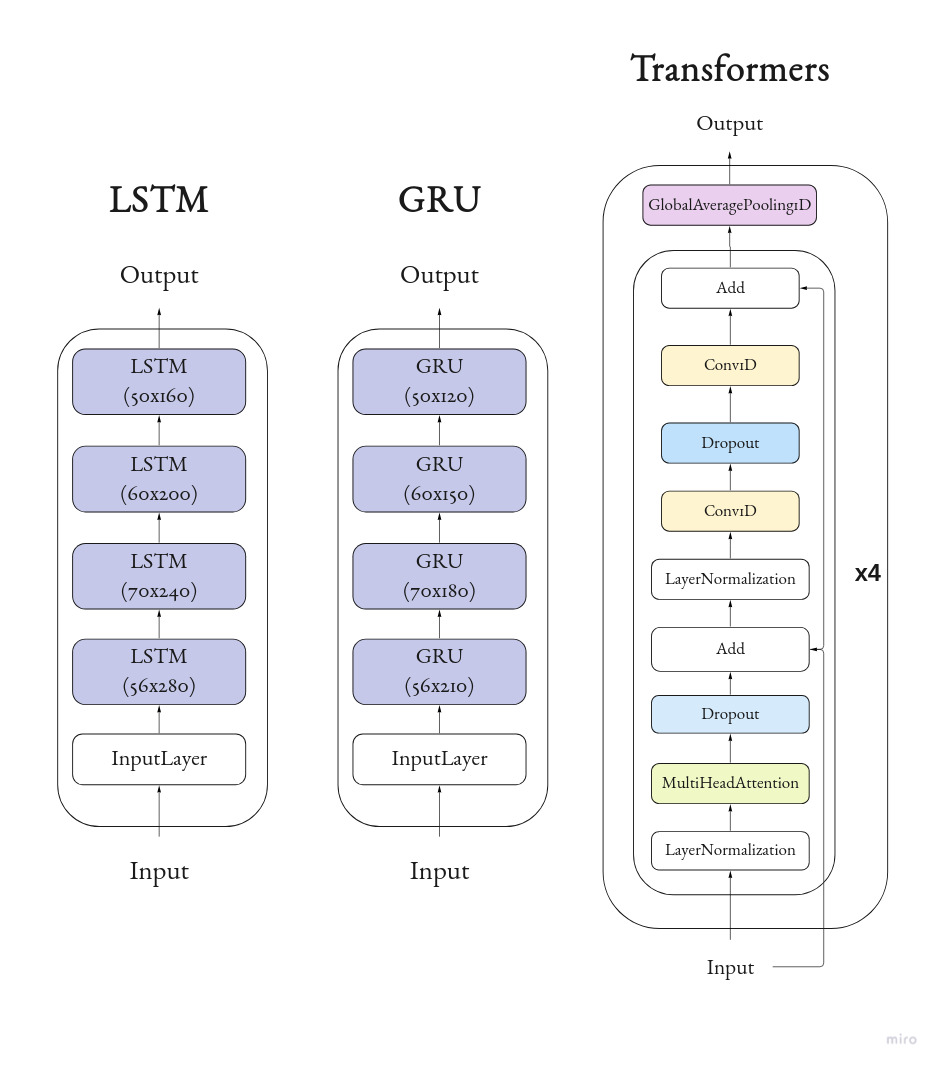 LSTM
Output
LSTM
(50x160)
LSTM
(60x200)
LSTM
(70x240)
LSTM
(56x280)
InputLayer
Input
GRU
Output
GRU
(50x120)
GRU
(60x150)
GRU
(70x180)
GRU
(56x210)
InputLayer
Input
Transformers
Output
GlobalAveragePooling1D
Add
Conv1D
Dropout
Conv1D
LayerNormalization
x4
Add
Dropout
MultiHeadAttention
LayerNormalization
Input
miro